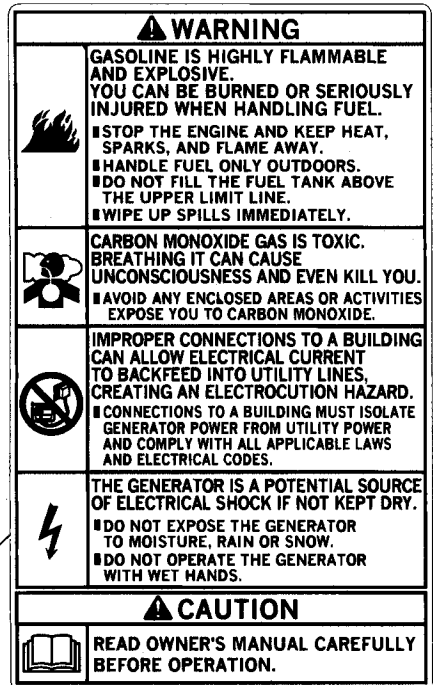 WARNING
GASOLINE IS HIGHLY FLAMMABLE
AND EXPLOSIVE.
YOU CAN BE BURNED OR SERIOUSLY
INJURED WHEN HANDLING FUEL.
▮STOP THE ENGINE AND KEEP HEAT,
SPARKS, AND FLAME AWAY.
▮HANDLE FUEL ONLY OUTDOORS.
▮DO NOT FILL THE FUEL TANK ABOVE
THE UPPER LIMIT LINE.
▮WIPE UP SPILLS IMMEDIATELY.
CARBON MONOXIDE GAS IS TOXIC.
BREATHING IT CAN CAUSE
UNCONSCIOUSNESS AND EVEN KILL YOU.
▮AVOID ANY ENCLOSED AREAS OR ACTIVITIES
EXPOSE YOU TO CARBON MONOXIDE.
IMPROPER CONNECTIONS TO A BUILDING
CAN ALLOW ELECTRICAL CURRENT
TO BACKFEED INTO UTILITY LINES,
CREATING AN ELECTROCUTION HAZARD.
▮CONNECTIONS TO A BUILDING MUST ISOLATE
GENERATOR POWER FROM UTILITY POWER
AND COMPLY WITH ALL APPLICABLE LAWS
AND ELECTRICAL CODES.
THE GENERATOR IS A POTENTIAL SOURCE
OF ELECTRICAL SHOCK IF NOT KEPT DRY.
▮DO NOT EXPOSE THE GENERATOR
TO MOISTURE, RAIN OR SNOW.
▮DO NOT OPERATE THE GENERATOR
WITH WET HANDS.
CAUTION
READ OWNER'S MANUAL CAREFULLY
BEFORE OPERATION.